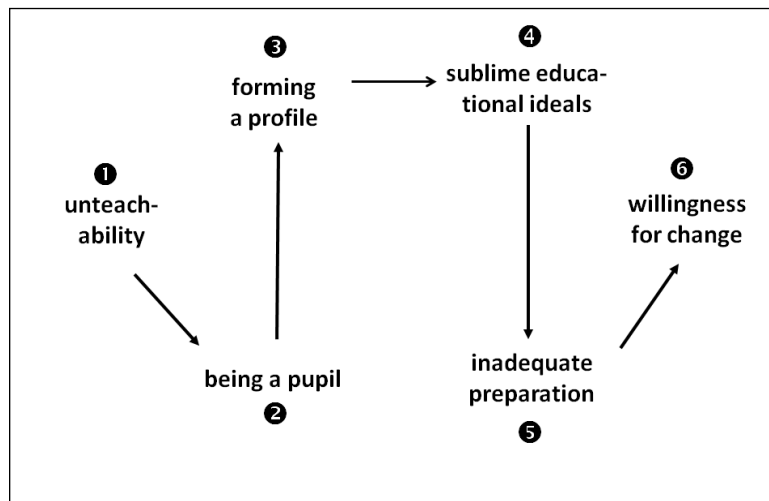 ❶
unteach-
ability
being a pupil
❷
❸
forming
a profile
❹
sublime educa-
tional ideals
inadequate
preparation
❺
❻
willingness
for change